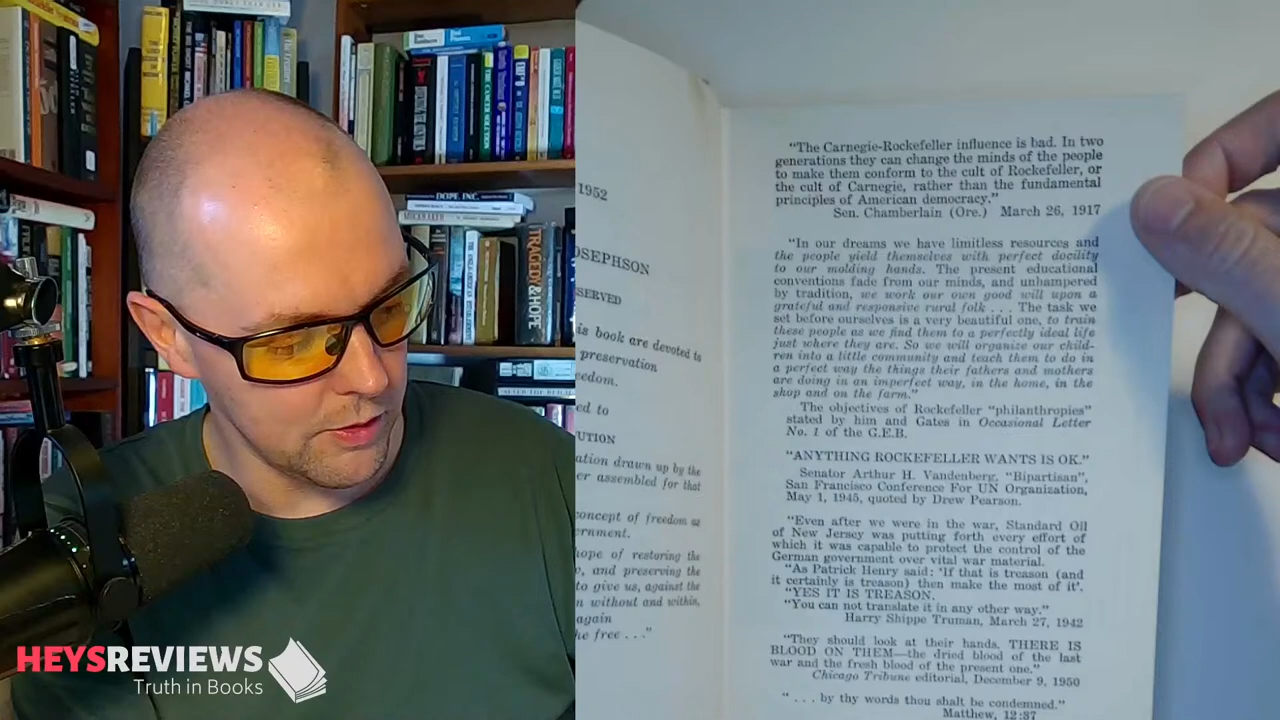 DOPE, INC.
TRAGEDY & HOPE
THE CANCER SOLUTION
1952
OSEPHSON
SERVED
is book are devoted to
preservation
edom.
ed to
UTION
ation drawn up by the
er assembled for that
concept of freedom as
ernment.
hope of restoring the
e, and preserving the
to give us, against the
n without and within,
again
he free . . ."
"The Carnegie-Rockefeller influence is bad. In two
generations they can change the minds of the people
to make them conform to the cult of Rockefeller, or
the cult of Carnegie, rather than the fundamental
principles of American democracy."
Sen. Chamberlain (Ore.) March 26, 1917
"In our dreams we have limitless resources and
the people yield themselves with perfect docility
to our molding hands. The present educational
conventions fade from our minds, and unhampered
by tradition, we work our own good will upon a
grateful and responsive rural folk . . . The task we
set before ourselves is a very beautiful one, to train
these people as we find them to a perfectly ideal life
just where they are. So we will organize our child-
ren into a little community and teach them to do in
a perfect way the things their fathers and mothers
are doing in an imperfect way, in the home, in the
shop and on the farm."
The objectives of Rockefeller "philanthropies"
stated by him and Gates in Occasional Letter
No. 1 of the G.E.B.
"ANYTHING ROCKEFELLER WANTS IS OK."
Senator Arthur H. Vandenberg, "Bipartisan",
San Francisco Conference For UN Organization,
May 1, 1945, quoted by Drew Pearson.
"Even after we were in the war, Standard Oil
of New Jersey was putting forth every effort of
which it was capable to protect the control of the
German government over vital war material.
"As Patrick Henry said: 'If that is treason (and
it certainly is treason) then make the most of it'.
"YES IT IS TREASON.
"You can not translate it in any other way."
Harry Shippe Truman, March 27, 1942
"They should look at their hands. THERE IS
BLOOD ON THEM—the dried blood of the last
war and the fresh blood of the present one."
Chicago Tribune editorial, December 9, 1950
" . . . by thy words thou shalt be condemned."
Matthew, 12:37
HEYSREVIEWS
Truth in Books